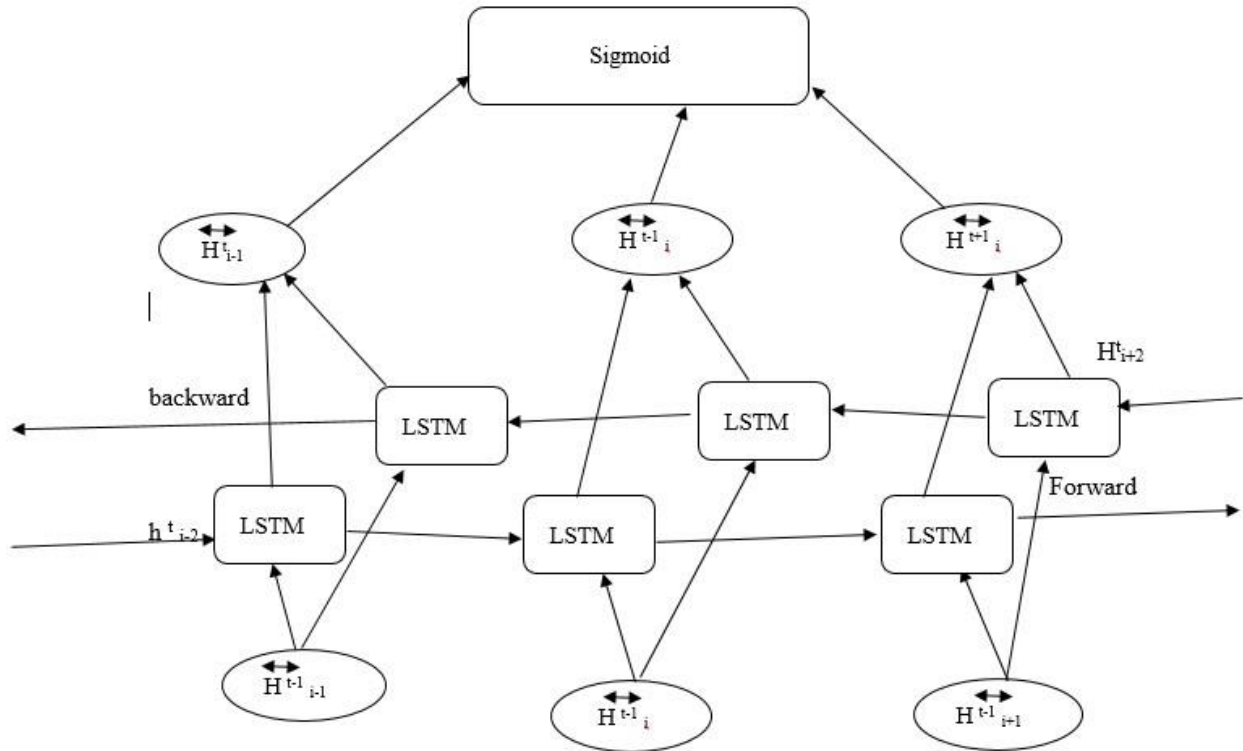 Sigmoid
H t i-1
H t-1 i
H t+1 i
H t i+2
backward
LSTM
LSTM
LSTM
Forward
h t i-2
LSTM
LSTM
LSTM
H t-1 i-1
H t-1 i
H t-1 i+1